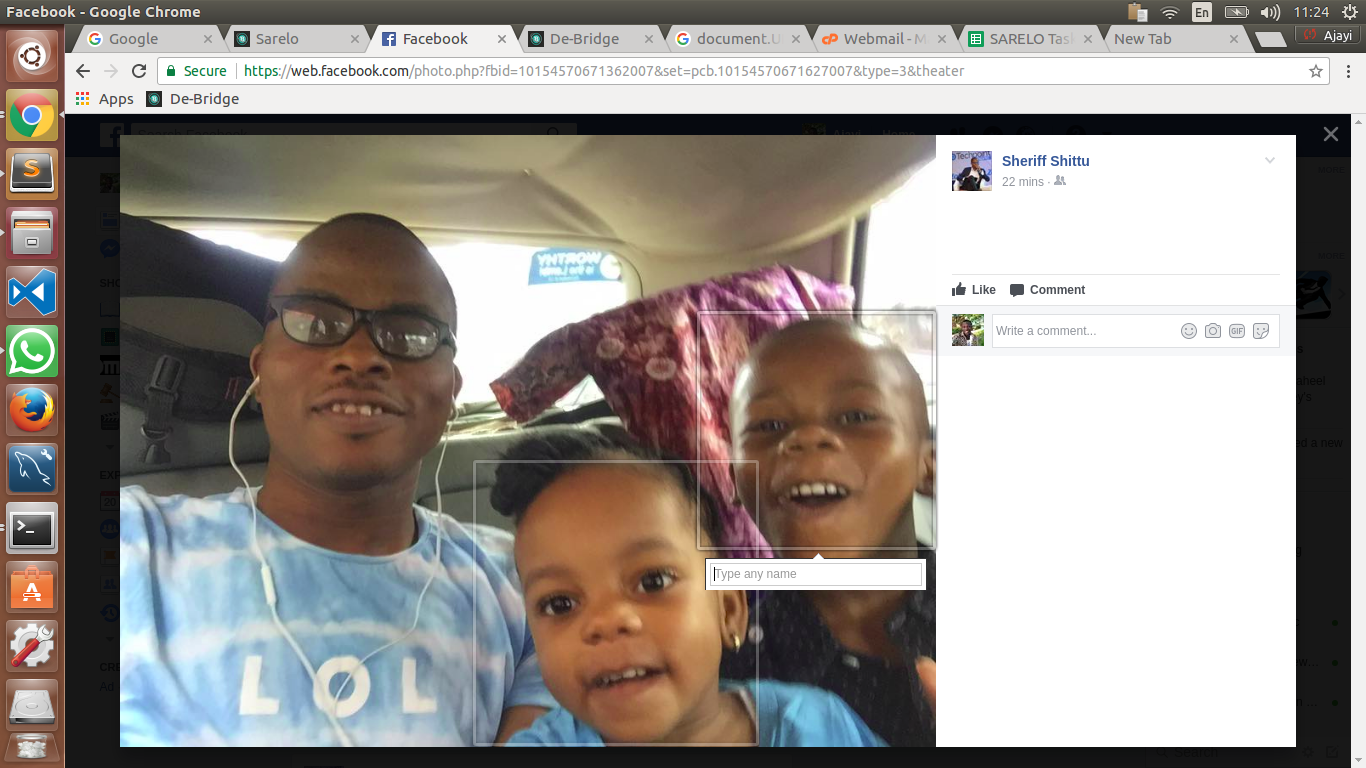 Facebook - Google Chrome
En
11:24
Google
Sarelo
Facebook
De-Bridge
document.U
Webmail - M
SARELO Tas
New Tab
Ajayi
Secure
https://web.facebook.com/photo.php?fbid=10154570671362007&set=pcb.10154570671627007&type=3&theater
Apps
De-Bridge
Sheriff Shittu
22 mins
Like
Comment
Write a comment...
GIF
WORTHY
Type any name
LOL